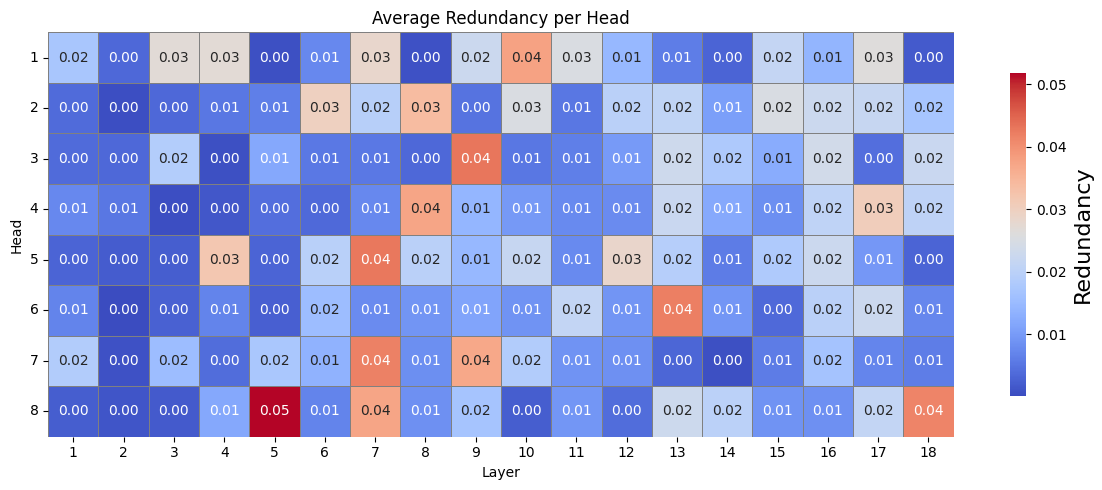 Average Redundancy per Head
1 0.02 0.00 0.03 0.03 0.00 0.01 0.03 0.00 0.02 0.04 0.03 0.01 0.01 0.00 0.02 0.01 0.03 0.00
2 0.00 0.00 0.00 0.01 0.01 0.03 0.02 0.03 0.00 0.03 0.01 0.02 0.02 0.01 0.02 0.02 0.02 0.02
3 0.00 0.00 0.02 0.00 0.01 0.01 0.01 0.00 0.04 0.01 0.01 0.01 0.02 0.02 0.01 0.02 0.00 0.02
4 0.01 0.01 0.00 0.00 0.00 0.00 0.01 0.04 0.01 0.01 0.01 0.01 0.02 0.01 0.01 0.02 0.03 0.02
5 0.00 0.00 0.00 0.03 0.00 0.02 0.04 0.02 0.01 0.02 0.01 0.03 0.02 0.01 0.02 0.02 0.01 0.00
6 0.01 0.00 0.00 0.01 0.00 0.02 0.01 0.01 0.01 0.01 0.02 0.01 0.04 0.01 0.00 0.02 0.02 0.01
7 0.02 0.00 0.02 0.00 0.02 0.01 0.04 0.01 0.04 0.02 0.01 0.01 0.00 0.00 0.01 0.02 0.01 0.01
8 0.00 0.00 0.00 0.01 0.05 0.01 0.04 0.01 0.02 0.00 0.01 0.00 0.02 0.02 0.01 0.01 0.02 0.04
1 2 3 4 5 6 7 8 9 10 11 12 13 14 15 16 17 18
Layer
Head
0.05
0.04
0.03
0.02
0.01
Redundancy